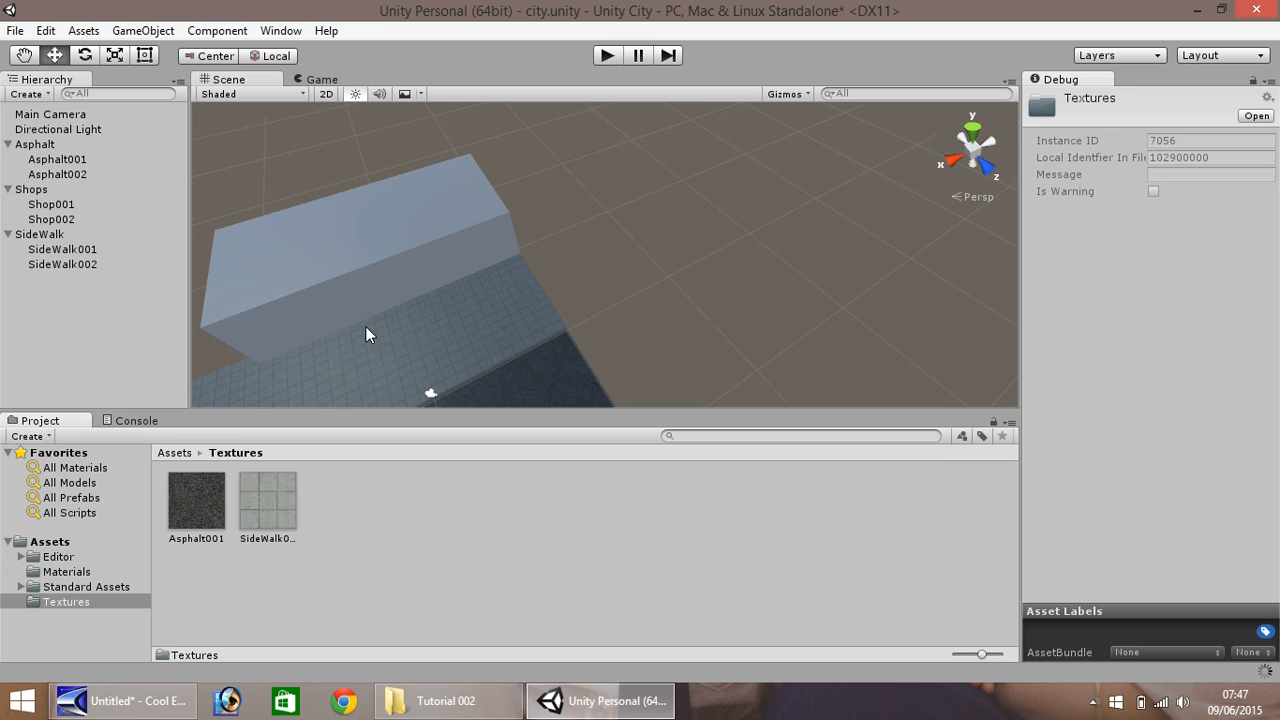 Unity Personal (64bit) - city.unity - Unity City - PC, Mac & Linux Standalone* <DX11>
File Edit Assets GameObject Component Window Help
Center Local Layers Layout
Hierarchy Scene Game Debug
Create All Shaded 2D Gizmos All Textures
Open
Main Camera
Directional Light
Asphalt
Asphalt001
Asphalt002
Shops
Shop001
Shop002
SideWalk
SideWalk001
SideWalk002
y
x
z
Persp
Instance ID 7056
Local Identfier In File 102900000
Message
Is Warning
Project Console
Create
Favorites
All Materials
All Models
All Prefabs
All Scripts
Assets
Editor
Materials
Standard Assets
Textures
Assets Textures
Asphalt001 SideWalk0...
Textures
Asset Labels
AssetBundle None None
Untitled* - Cool E... Tutorial 002 Unity Personal (64... 07:47
09/06/2015